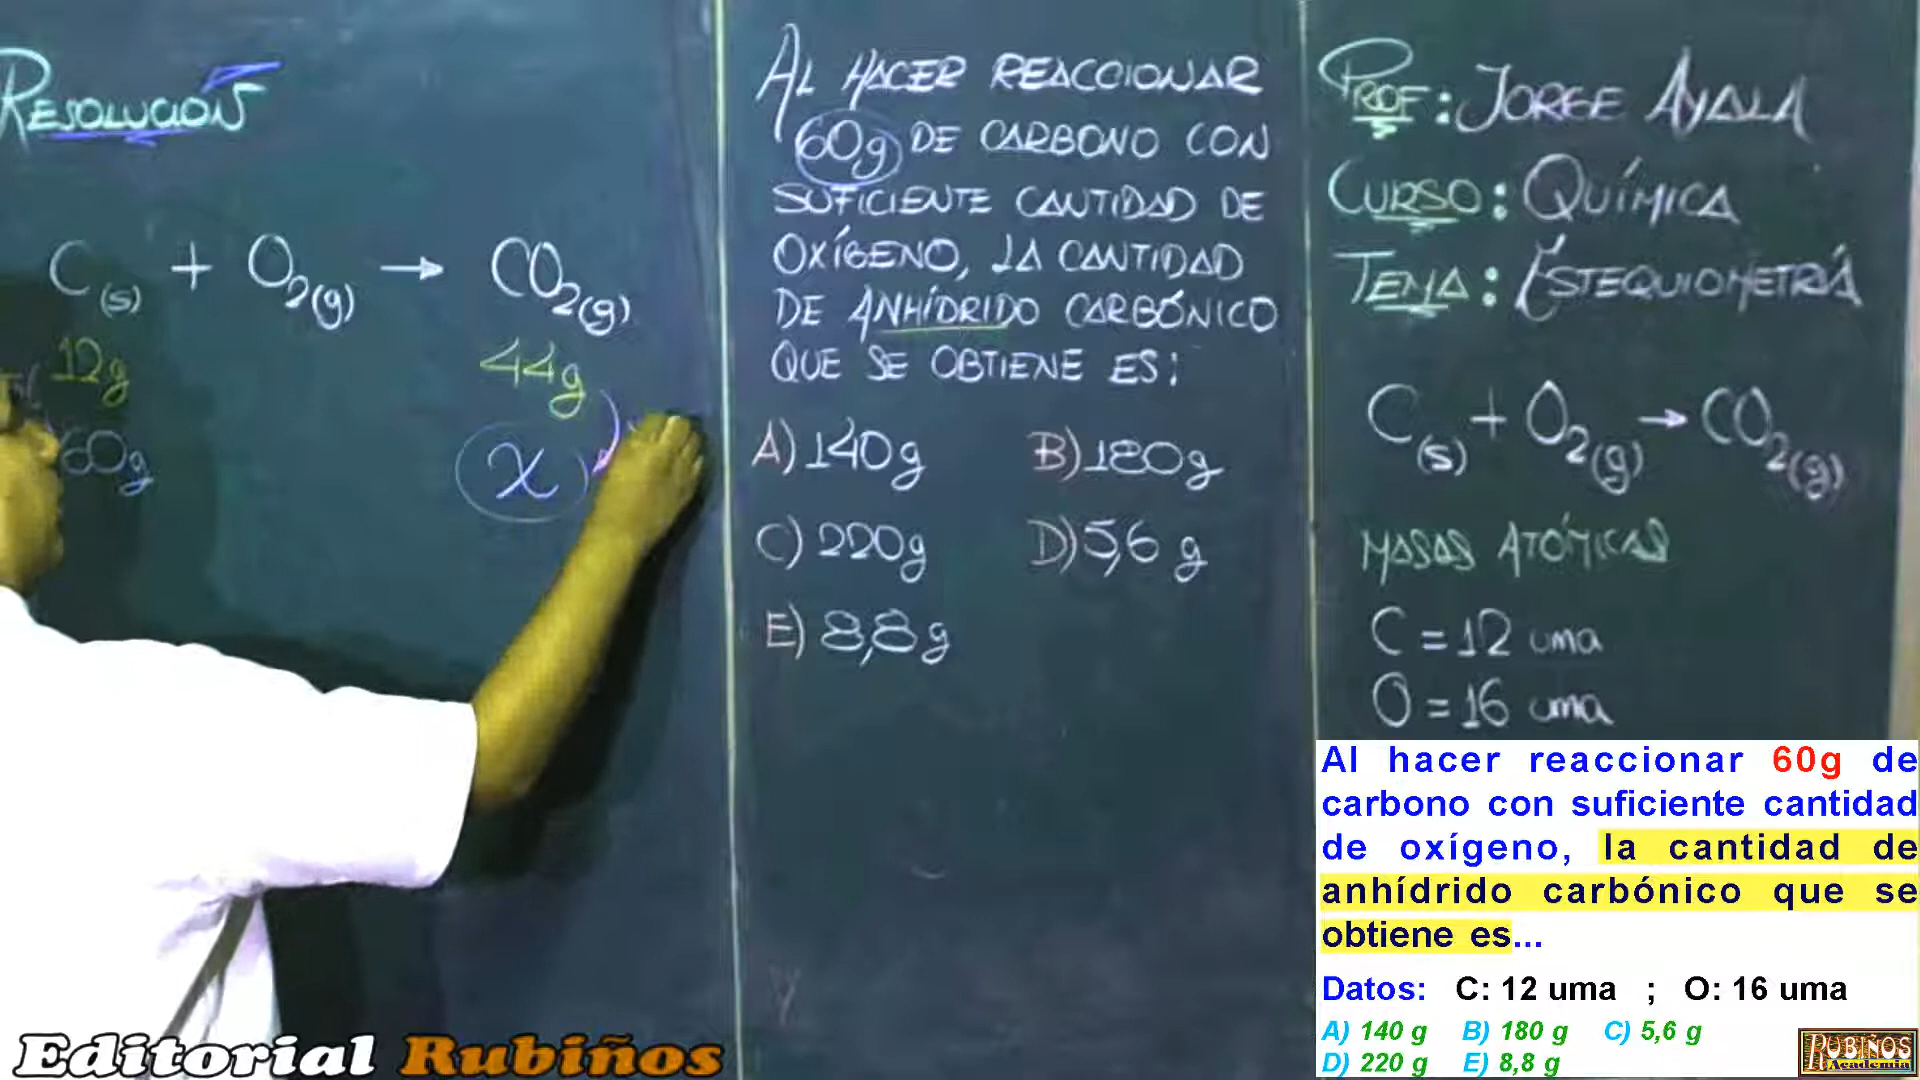 RESOLUCIÓN
C(s) + O2(g) → CO2(g)
12g 44g
60g x
AL HACER REACCIONAR
60g DE CARBONO CON
SUFICIENTE CANTIDAD DE
OXÍGENO, LA CANTIDAD
DE ANHÍDRIDO CARBÓNICO
QUE SE OBTIENE ES:
A) 140g B) 180g
C) 220g D) 5,6 g
E) 8,8g
PROF: JORGE AYALA
CURSO: QUÍMICA
TEMA: ESTEQUIOMETRÍA
C(s) + O2(g) → CO2(g)
MASAS ATÓMICAS
C = 12 uma
O = 16 uma
Al hacer reaccionar 60g de
carbono con suficiente cantidad
de oxígeno, la cantidad de
anhídrido carbónico que se
obtiene es...
Datos: C: 12 uma ; O: 16 uma
A) 140 g B) 180 g C) 5,6 g
D) 220 g E) 8,8 g
Editorial Rubiños
RUBIÑOS
Academia